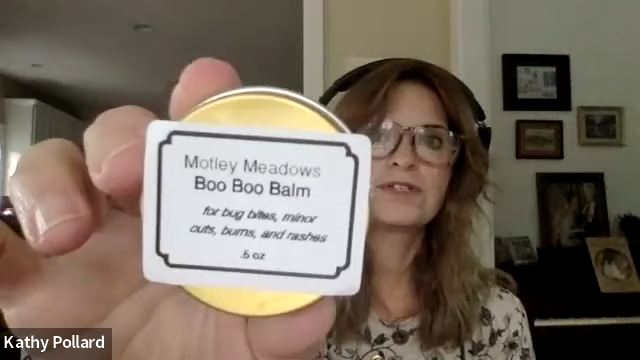 Motley Meadows
Boo Boo Balm
for bug bites, minor
cuts, burns, and rashes
.5 oz
Kathy Pollard